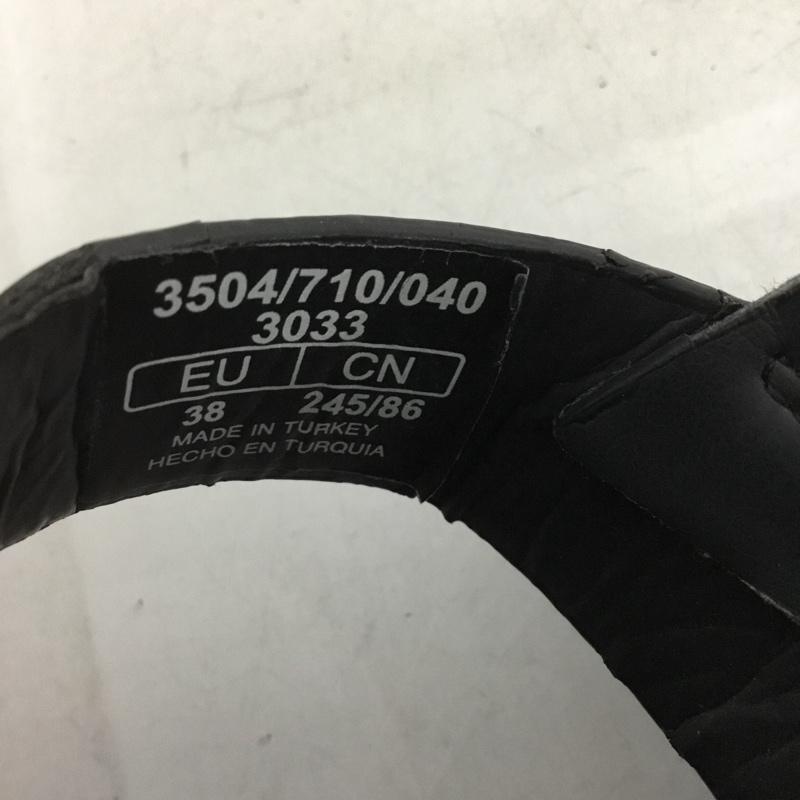 3504/710/040
3033
EU CN
38 245/86
MADE IN TURKEY
HECHO EN TURQUIA